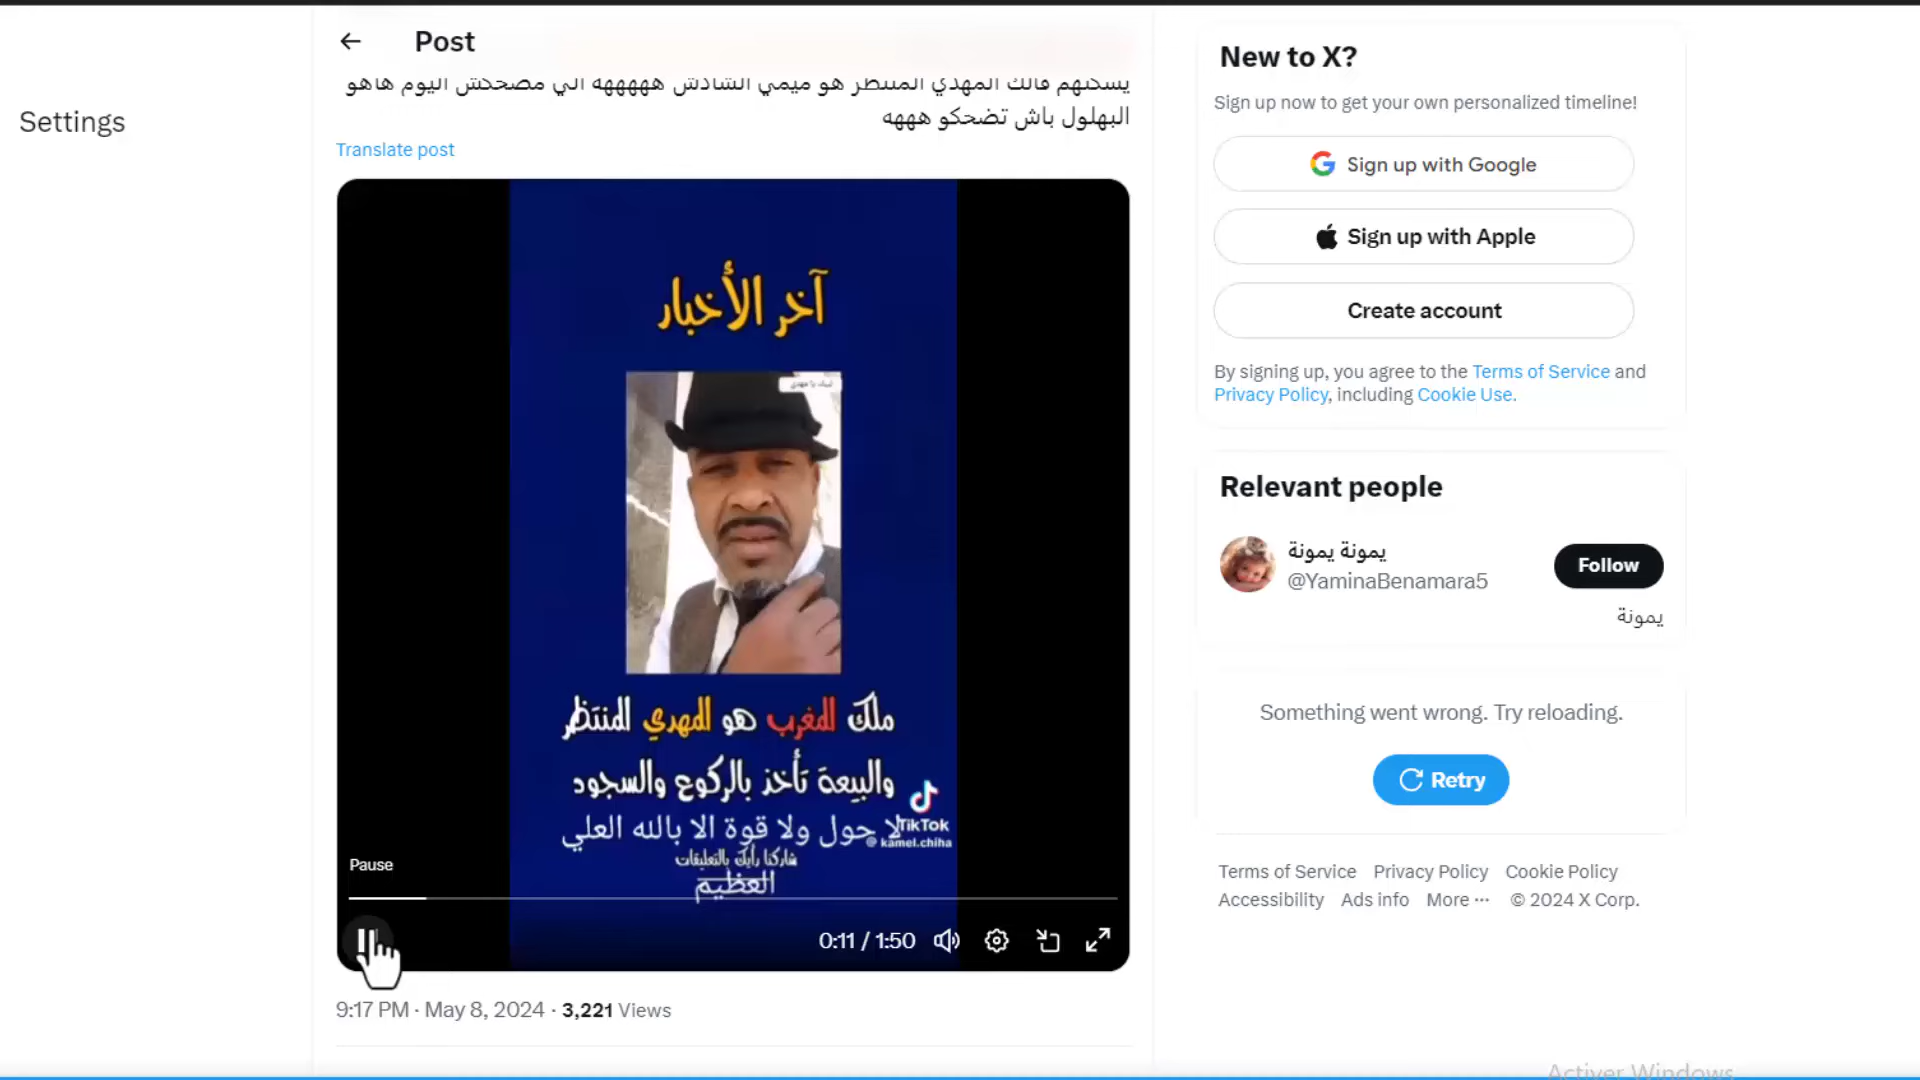 Post
يسكتهم قالك المهدي المنتظر هو ميمي السادس هههههه الي مضحكش اليوم هاهو
البهلول باش تضحكو هههه
Translate post
Settings
آخر الأخبار
ملك المغرب هو المهدي المنتظر
والبيعة تأخذ بالركوع والسجود
لا حول ولا قوة الا بالله العلي
TikTok
@kamel.chiha
شاركنا رأيك بالتعليقات
العظيم
Pause
0:11 / 1:50
9:17 PM · May 8, 2024 · 3,221 Views
New to X?
Sign up now to get your own personalized timeline!
Sign up with Google
Sign up with Apple
Create account
By signing up, you agree to the Terms of Service and
Privacy Policy, including Cookie Use.
Relevant people
يمونة يمونة
@YaminaBenamara5
Follow
يمونة
Something went wrong. Try reloading.
Retry
Terms of Service Privacy Policy Cookie Policy
Accessibility Ads info More ··· © 2024 X Corp.
Activer Windows